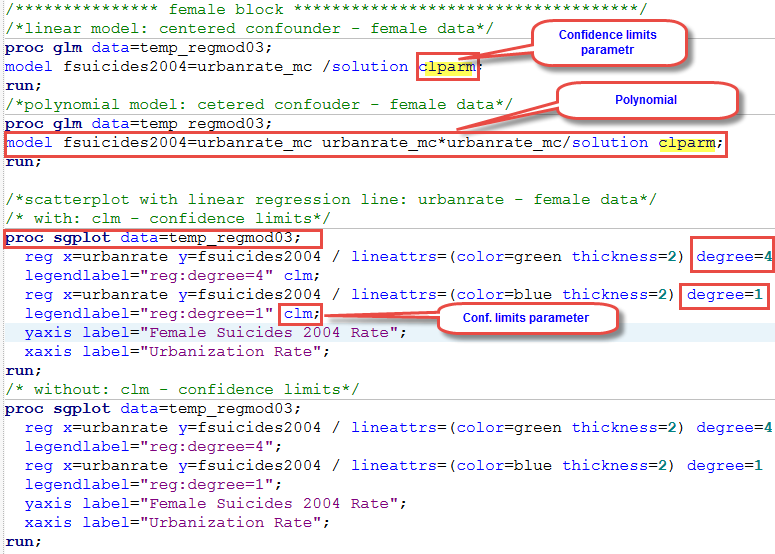 /*************** female block **********************************/
/*linear model: centered confounder - female data*/
proc glm data=temp_regmod03;
model fsuicides2004=urbanrate_mc /solution clparm;
run;
/*polynomial model: cetered confouder - female data*/
proc glm data=temp_regmod03;
model fsuicides2004=urbanrate_mc urbanrate_mc*urbanrate_mc/solution clparm;
run;
/*scatterplot with linear regression line: urbanrate - female data*/
/* with: clm - confidence limits*/
proc sgplot data=temp_regmod03;
reg x=urbanrate y=fsuicides2004 / lineattrs=(color=green thickness=2) degree=4
legendlabel="reg:degree=4" clm;
reg x=urbanrate y=fsuicides2004 / lineattrs=(color=blue thickness=2) degree=1
legendlabel="reg:degree=1" clm;
yaxis label="Female Suicides 2004 Rate";
xaxis label="Urbanization Rate";
run;
/* without: clm - confidence limits*/
proc sgplot data=temp_regmod03;
reg x=urbanrate y=fsuicides2004 / lineattrs=(color=green thickness=2) degree=4
legendlabel="reg:degree=4";
reg x=urbanrate y=fsuicides2004 / lineattrs=(color=blue thickness=2) degree=1
legendlabel="reg:degree=1";
yaxis label="Female Suicides 2004 Rate";
xaxis label="Urbanization Rate";
run;
Confidence limits
parametr
Polynomial
Conf. limits parameter